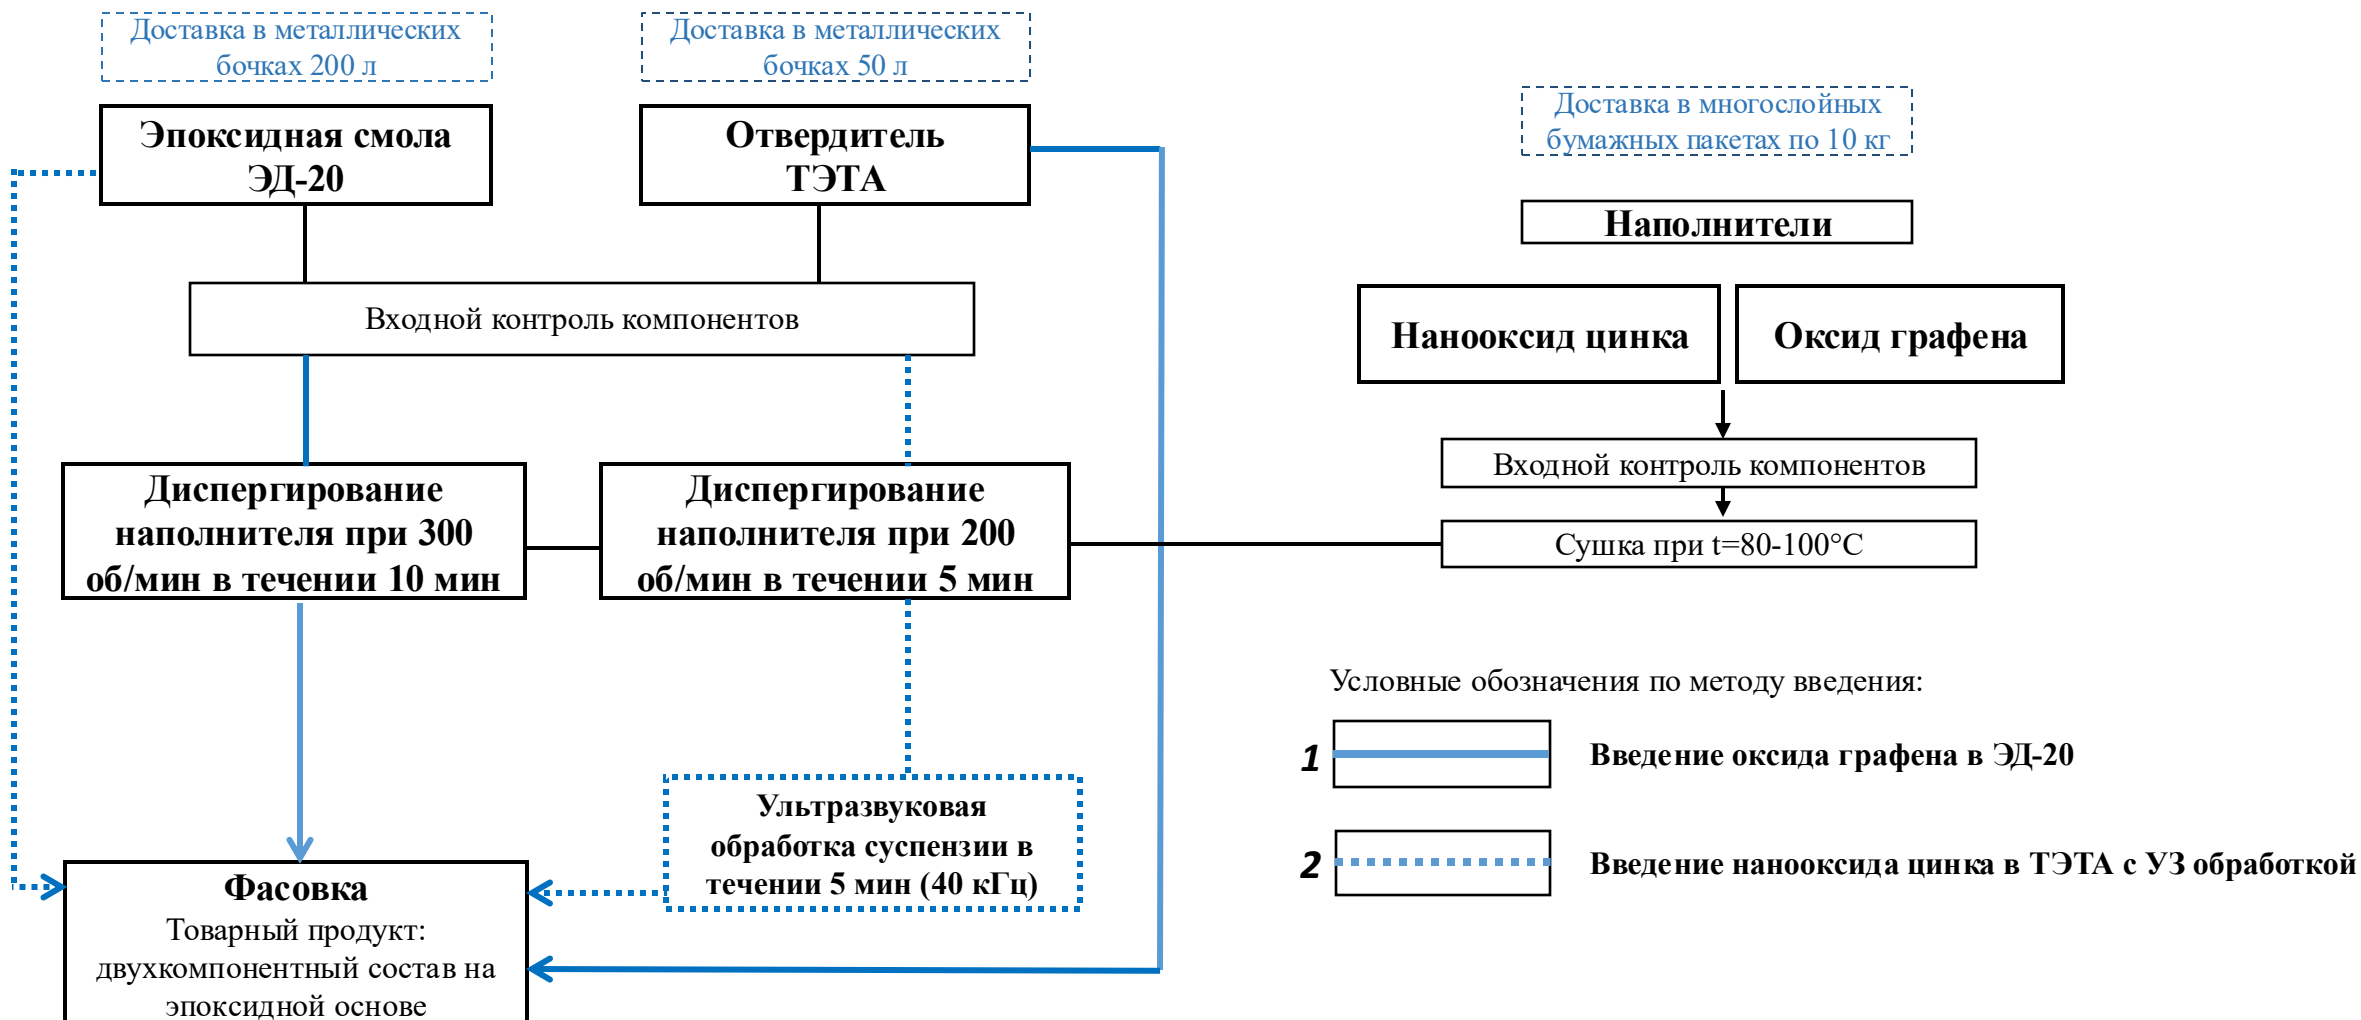 Доставка в металлических
бочках 200 л
Доставка в металлических
бочках 50 л
Доставка в многослойных
бумажных пакетах по 10 кг
Эпоксидная смола
ЭД-20
Отвердитель
ТЭТА
Наполнители
Входной контроль компонентов
Нанооксид цинка
Оксид графена
Входной контроль компонентов
Диспергирование
наполнителя при 300
об/мин в течении 10 мин
Диспергирование
наполнителя при 200
об/мин в течении 5 мин
Сушка при t=80-100°C
Условные обозначения по методу введения:
1
Введение оксида графена в ЭД-20
2
Введение нанооксида цинка в ТЭТА с УЗ обработкой
Ультразвуковая
обработка суспензии в
течении 5 мин (40 кГц)
Фасовка
Товарный продукт:
двухкомпонентный состав на
эпоксидной основе